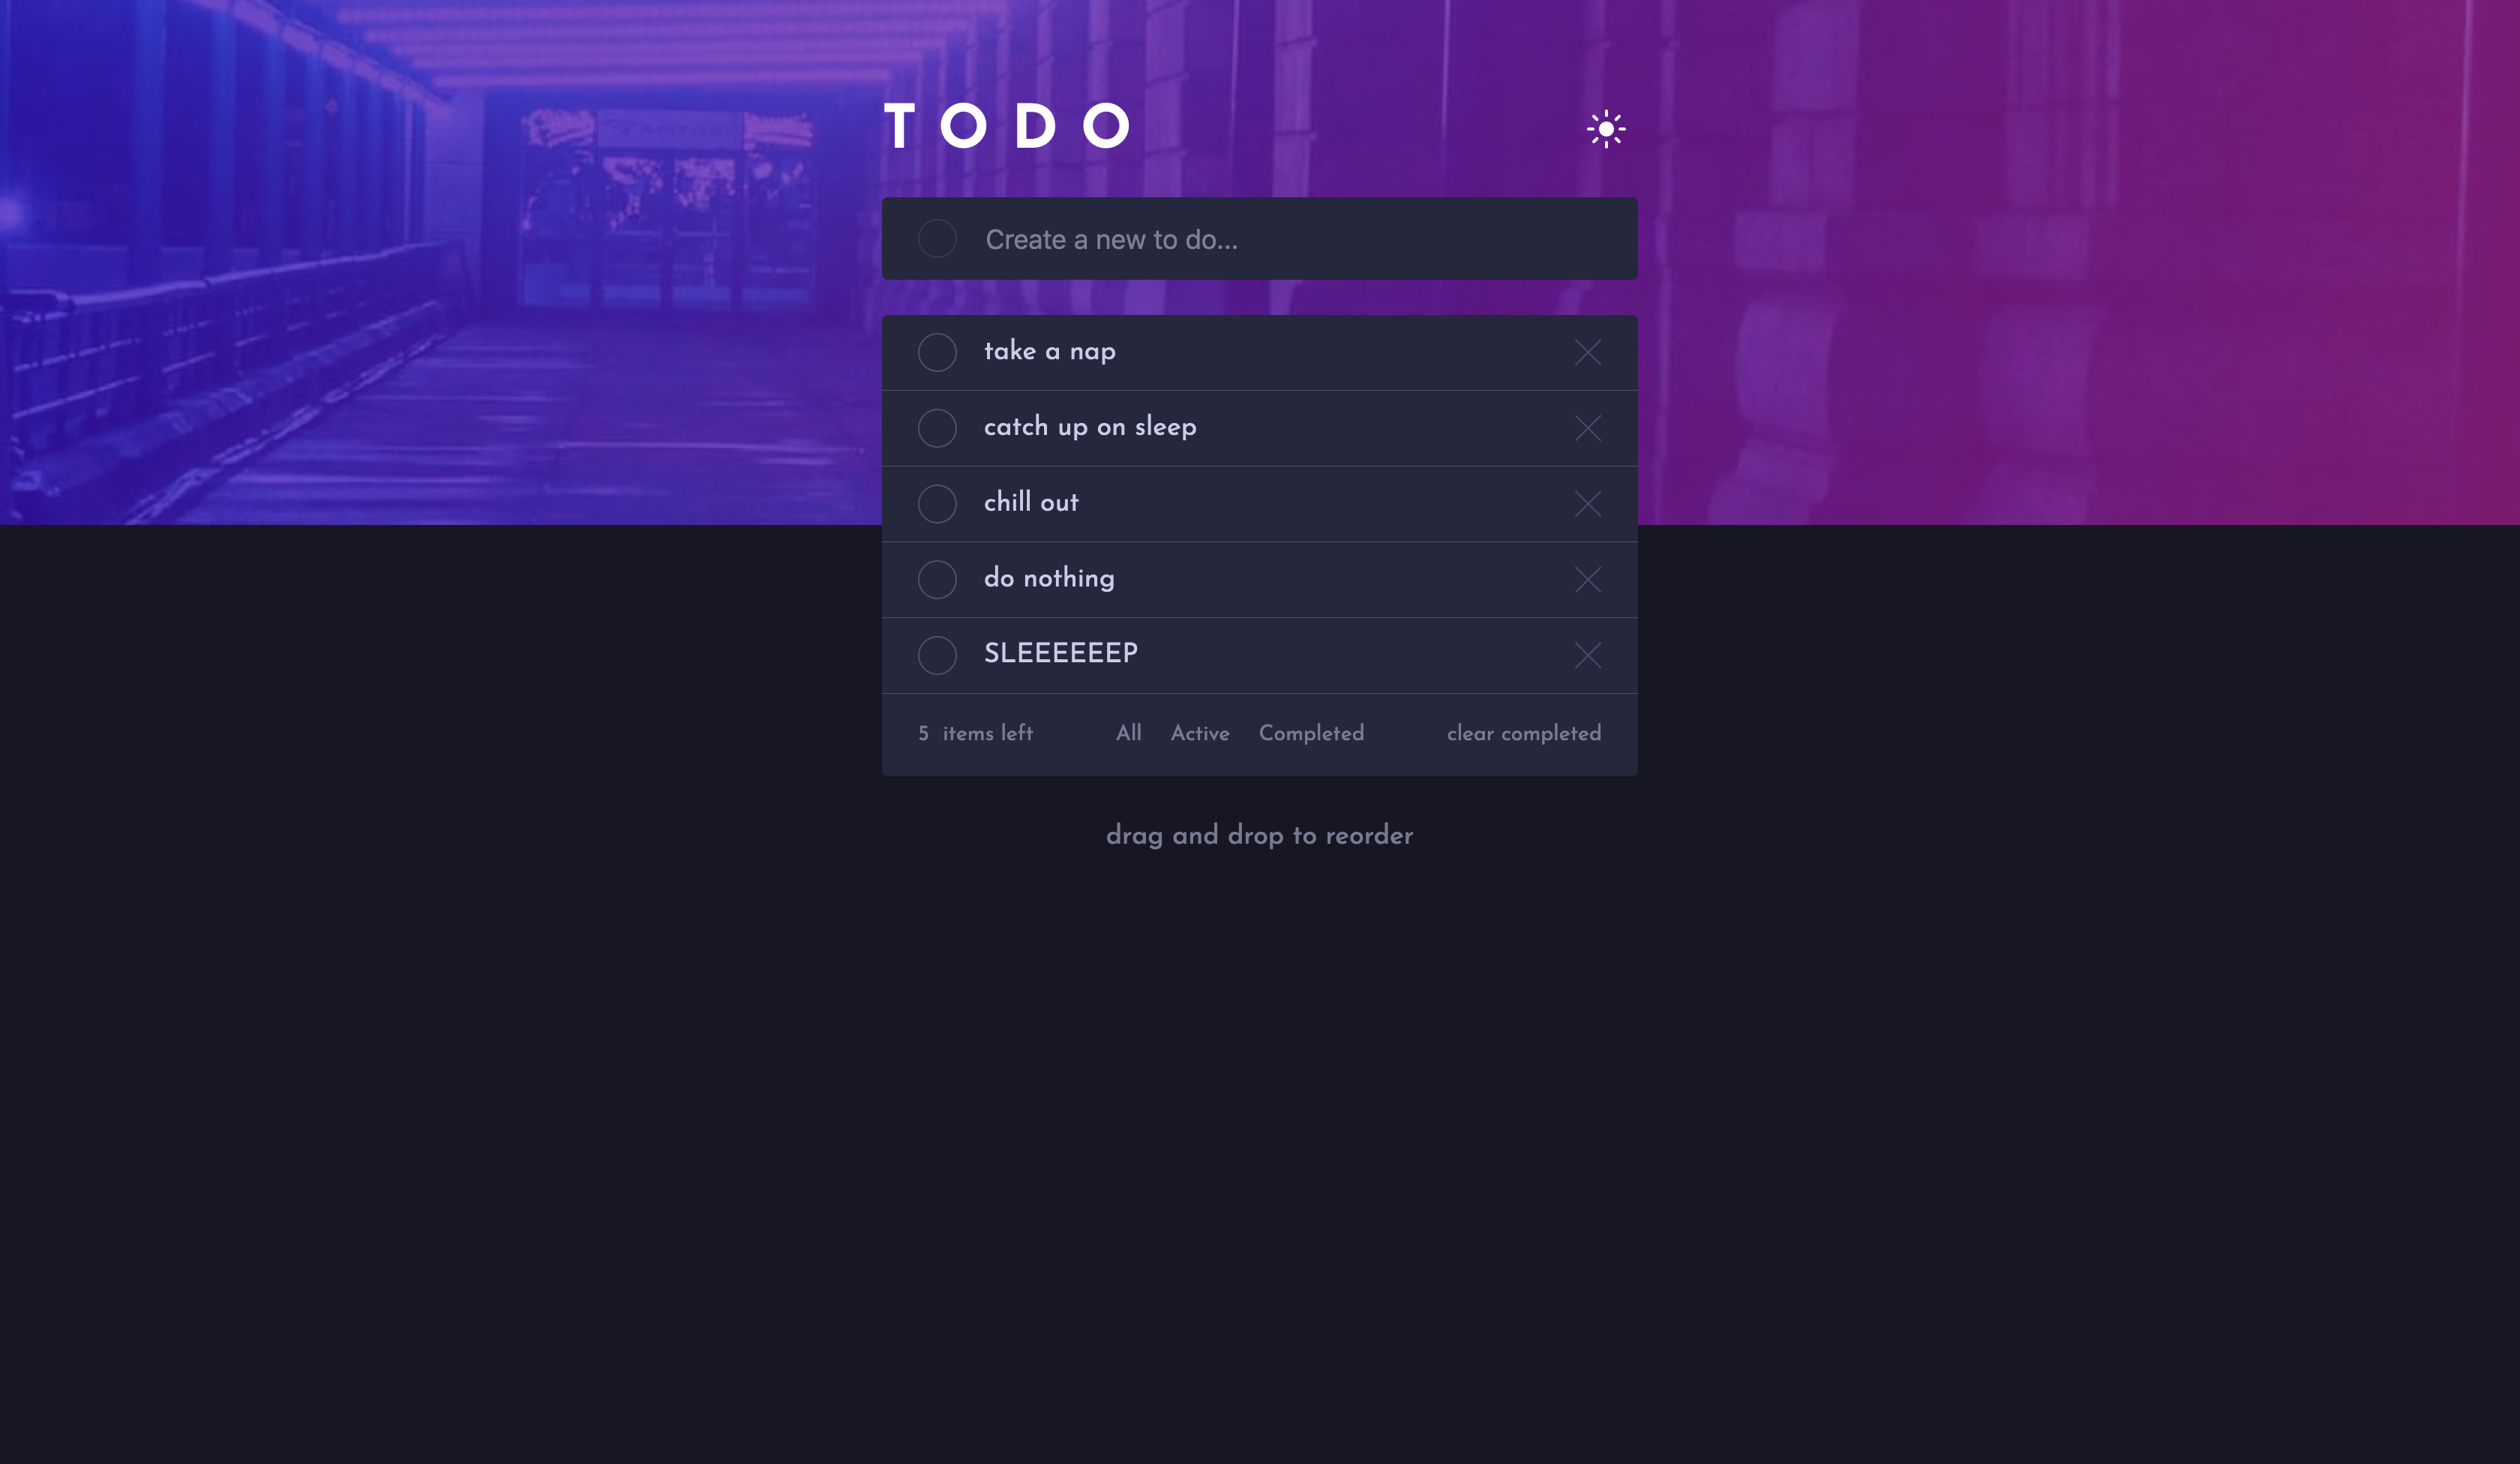 TODO
Create a new to do...
take a nap
catch up on sleep
chill out
do nothing
SLEEEEEEP
5 items left All Active Completed clear completed
drag and drop to reorder